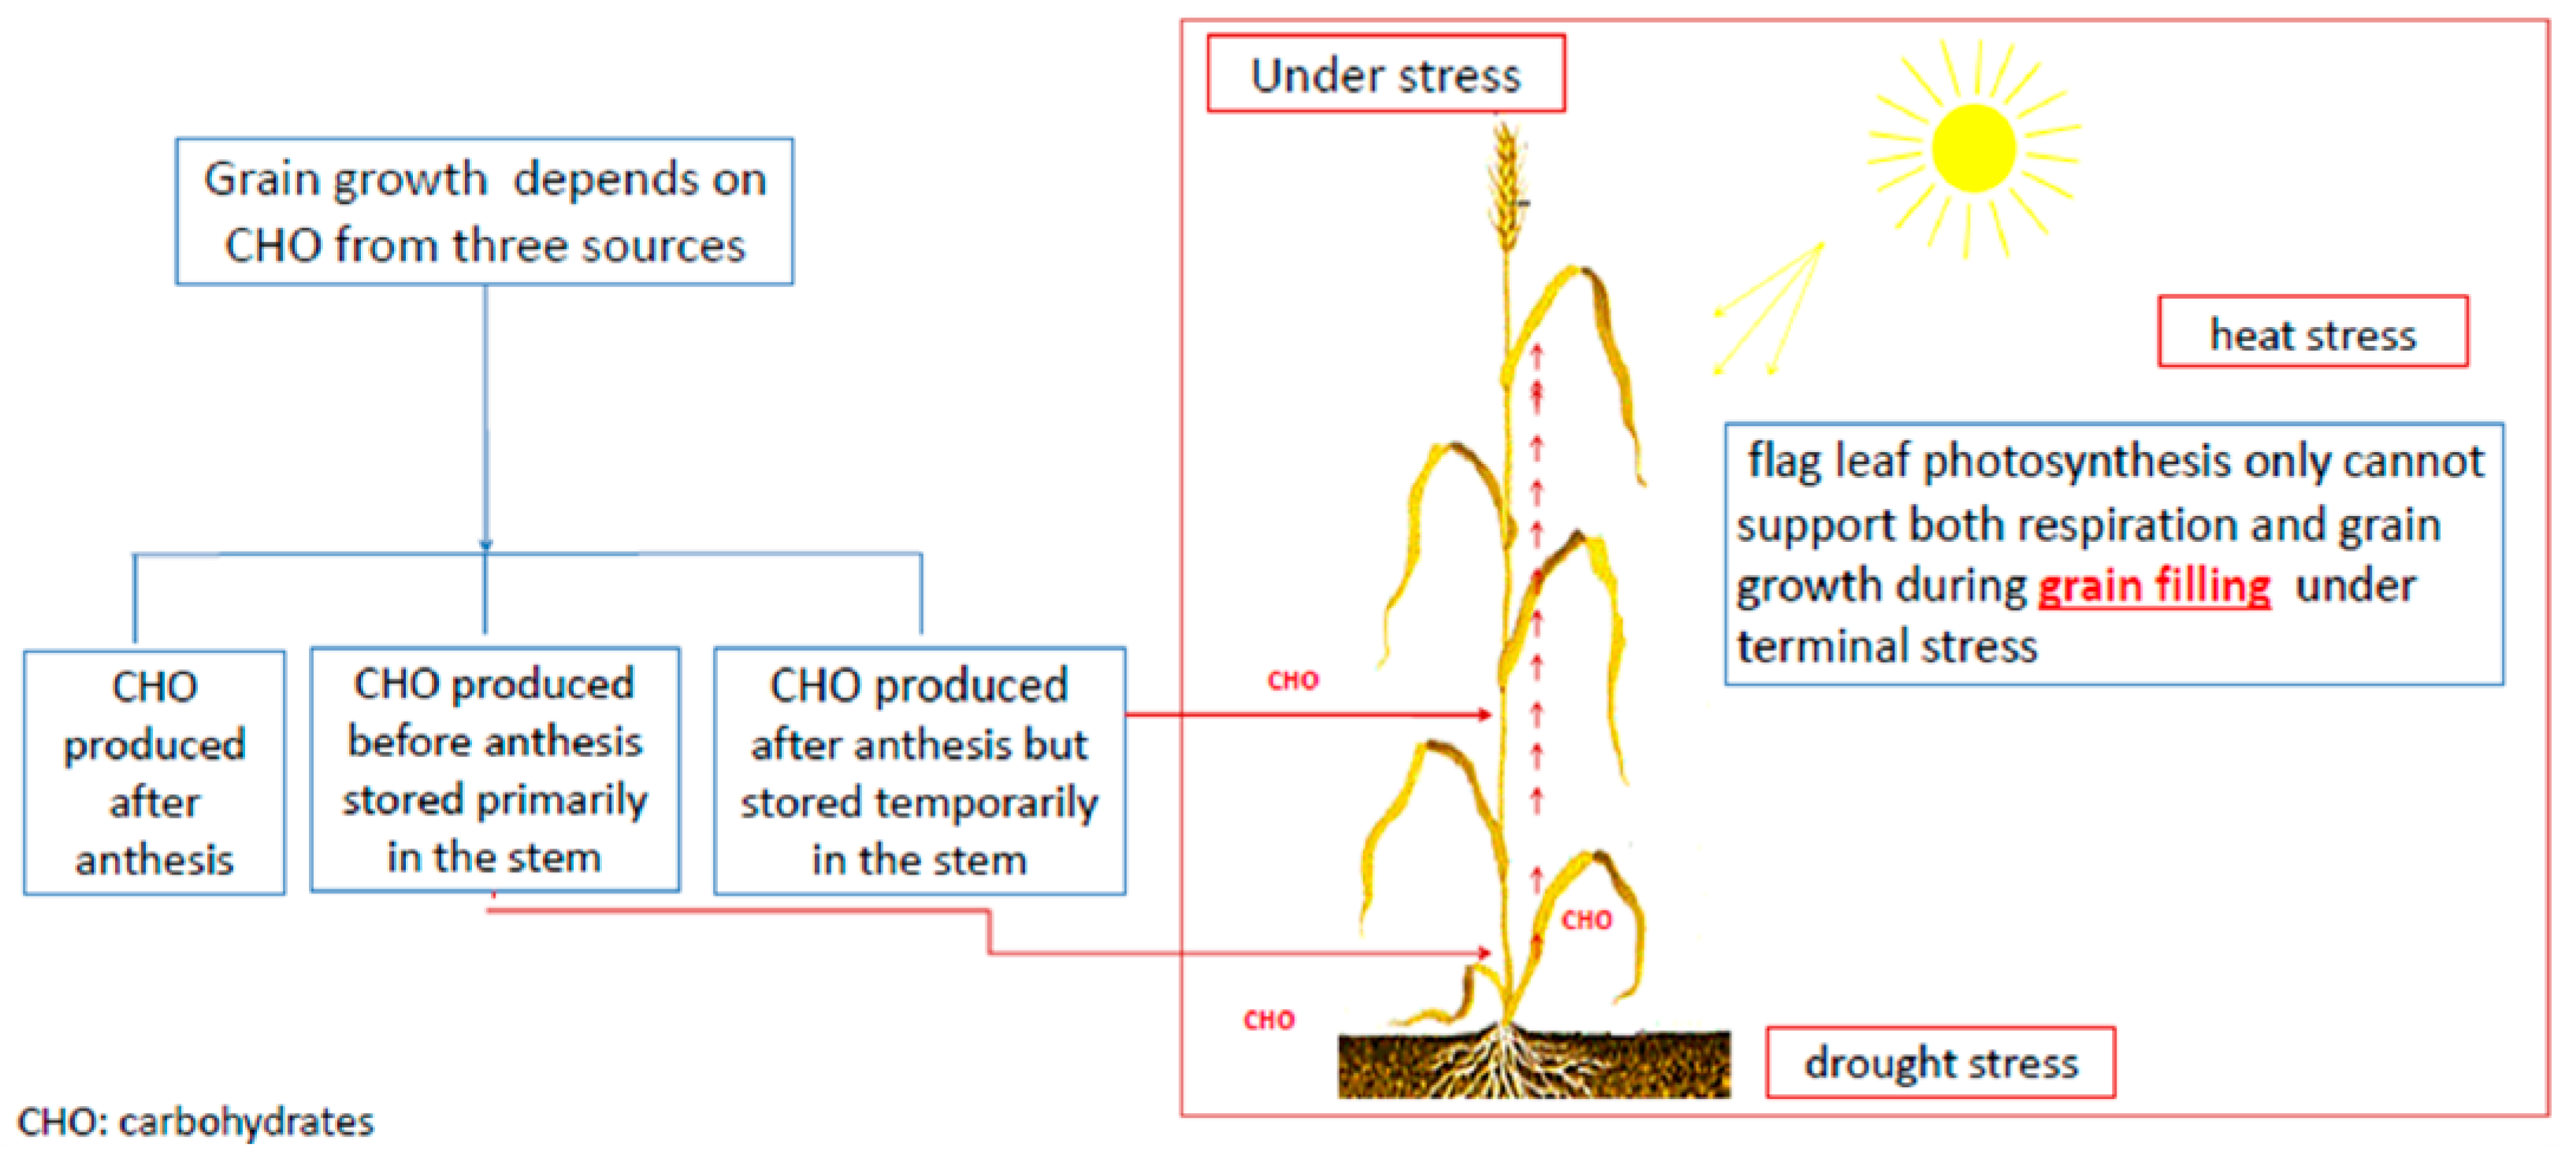 Under stress
Grain growth depends on
CHO from three sources
heat stress
flag leaf photosynthesis only cannot
support both respiration and grain
growth during grain filling under
terminal stress
CHO
produced
after
anthesis
CHO produced
before anthesis
stored primarily
in the stem
CHO produced
after anthesis but
stored temporarily
in the stem
CHO
CHO
CHO
drought stress
CHO: carbohydrates